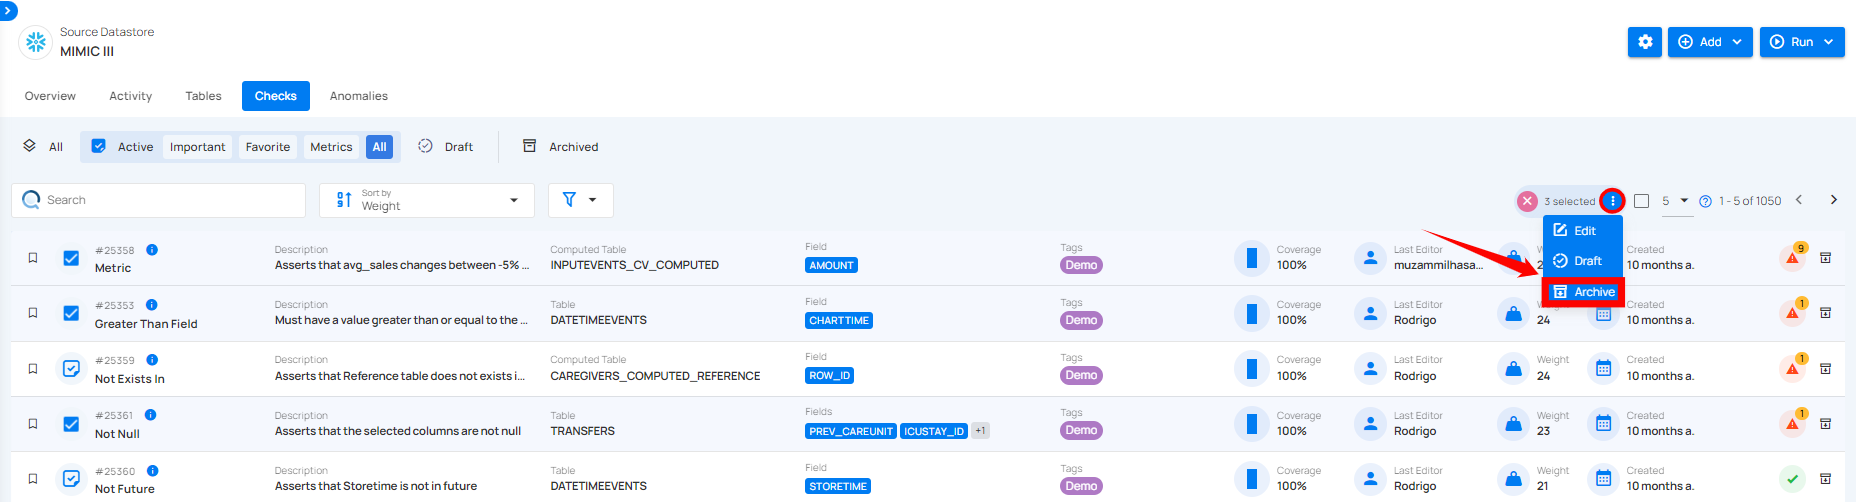 Source Datastore
MIMIC III
Add
Run
Overview Activity Tables Checks Anomalies
All Active Important Favorite Metrics All Draft Archived
Search
Sort by
Weight
3 selected
5
1 - 5 of 1050
Edit
Draft
Archive
#25358
Metric
Description
Asserts that avg_sales changes between -5% ...
Computed Table
INPUTEVENTS_CV_COMPUTED
Field
AMOUNT
Tags
Demo
Coverage
100%
Last Editor
muzammilhasa...
Created
10 months a.
9
#25353
Greater Than Field
Description
Must have a value greater than or equal to the ...
Table
DATETIMEEVENTS
Field
CHARTTIME
Tags
Demo
Coverage
100%
Last Editor
Rodrigo
24
Created
10 months a.
1
#25359
Not Exists In
Description
Asserts that Reference table does not exists i...
Computed Table
CAREGIVERS_COMPUTED_REFERENCE
Field
ROW_ID
Tags
Demo
Coverage
100%
Last Editor
Rodrigo
Weight
24
Created
10 months a.
1
#25361
Not Null
Description
Asserts that the selected columns are not null
Table
TRANSFERS
Fields
PREV_CAREUNIT ICUSTAY_ID +1
Tags
Demo
Coverage
100%
Last Editor
Rodrigo
Weight
23
Created
10 months a.
1
#25360
Not Future
Description
Asserts that Storetime is not in future
Table
DATETIMEEVENTS
Field
STORETIME
Tags
Demo
Coverage
100%
Last Editor
Rodrigo
Weight
21
Created
10 months a.